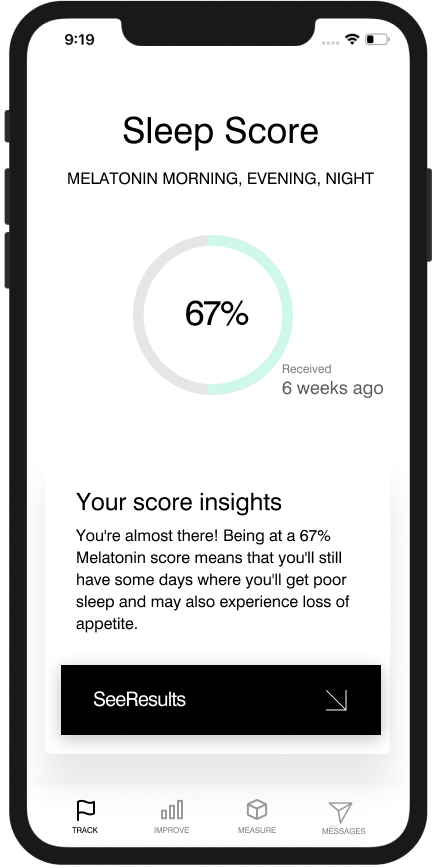 9:19
Sleep Score
MELATONIN MORNING, EVENING, NIGHT
67%
Received
6 weeks ago
Your score insights
You're almost there! Being at a 67%
Melatonin score means that you'll still
have some days where you'll get poor
sleep and may also experience loss of
appetite.
SeeResults
TRACK
IMPROVE
MEASURE
MESSAGES